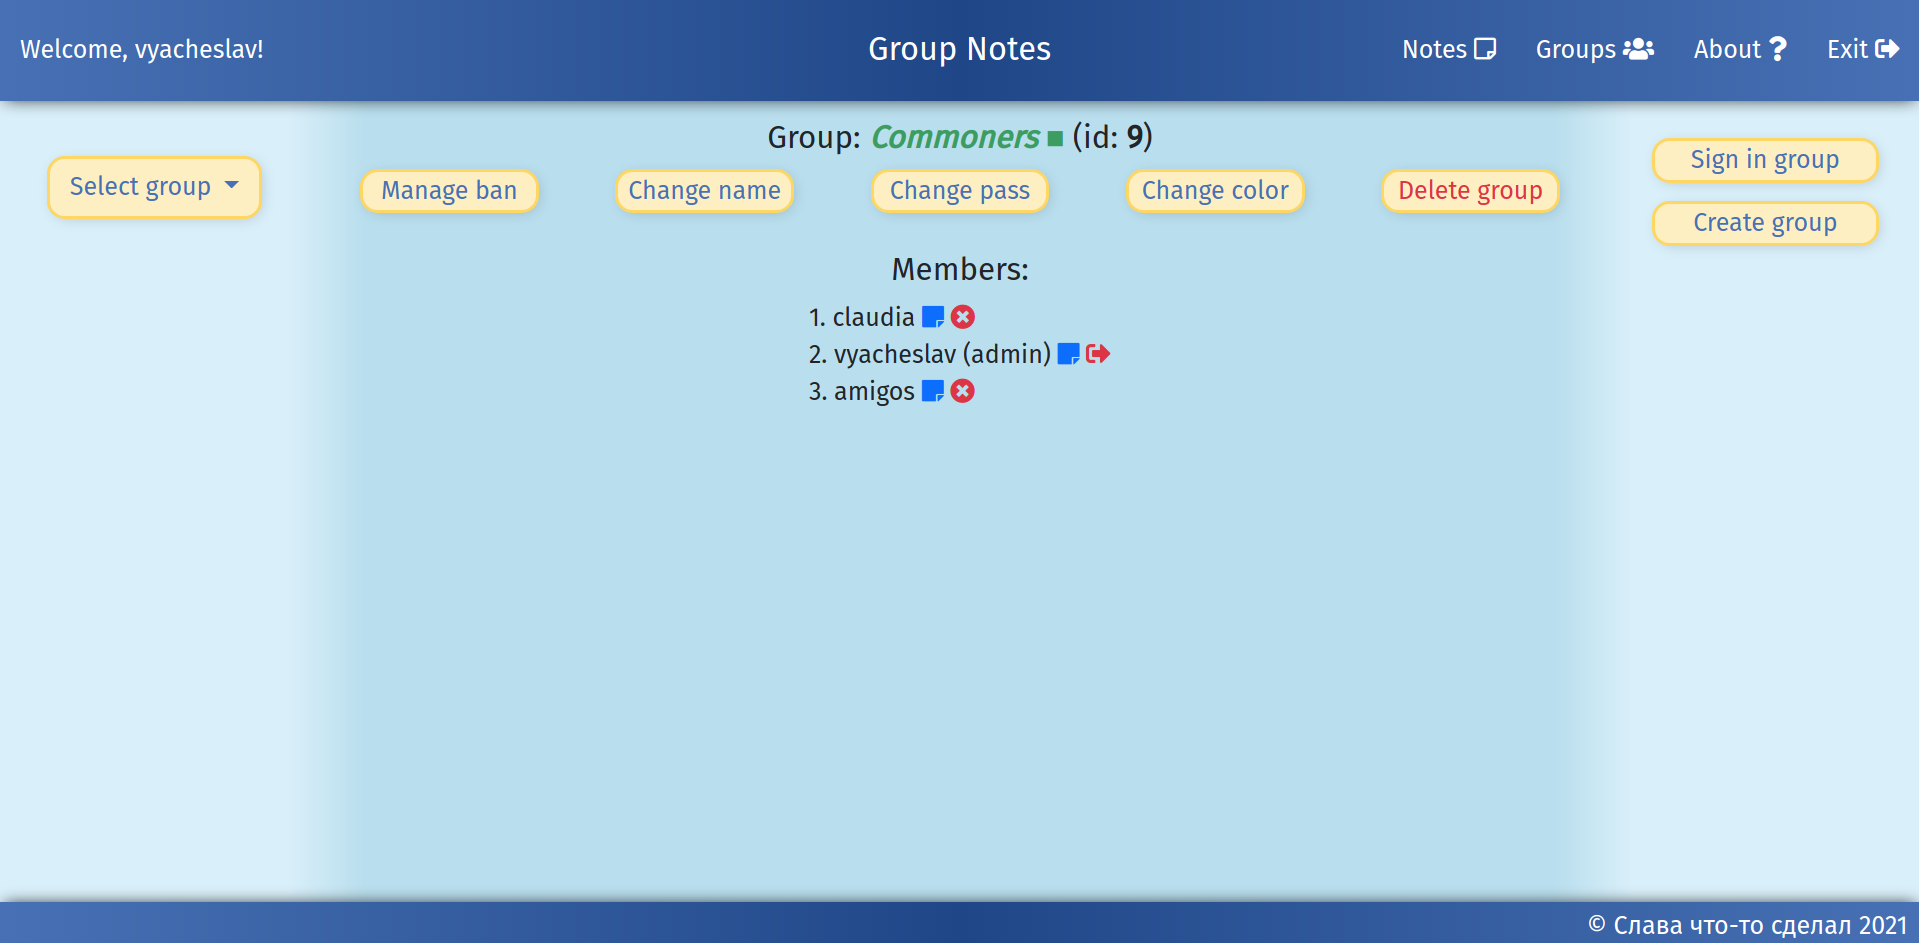 Welcome, vyacheslav!
Group Notes
Notes
Groups
About
Exit
Group: Commoners (id: 9)
Select group
Manage ban
Change name
Change pass
Change color
Delete group
Sign in group
Create group
Members:
1. claudia
2. vyacheslav (admin)
3. amigos
© Слава что-то сделал 2021